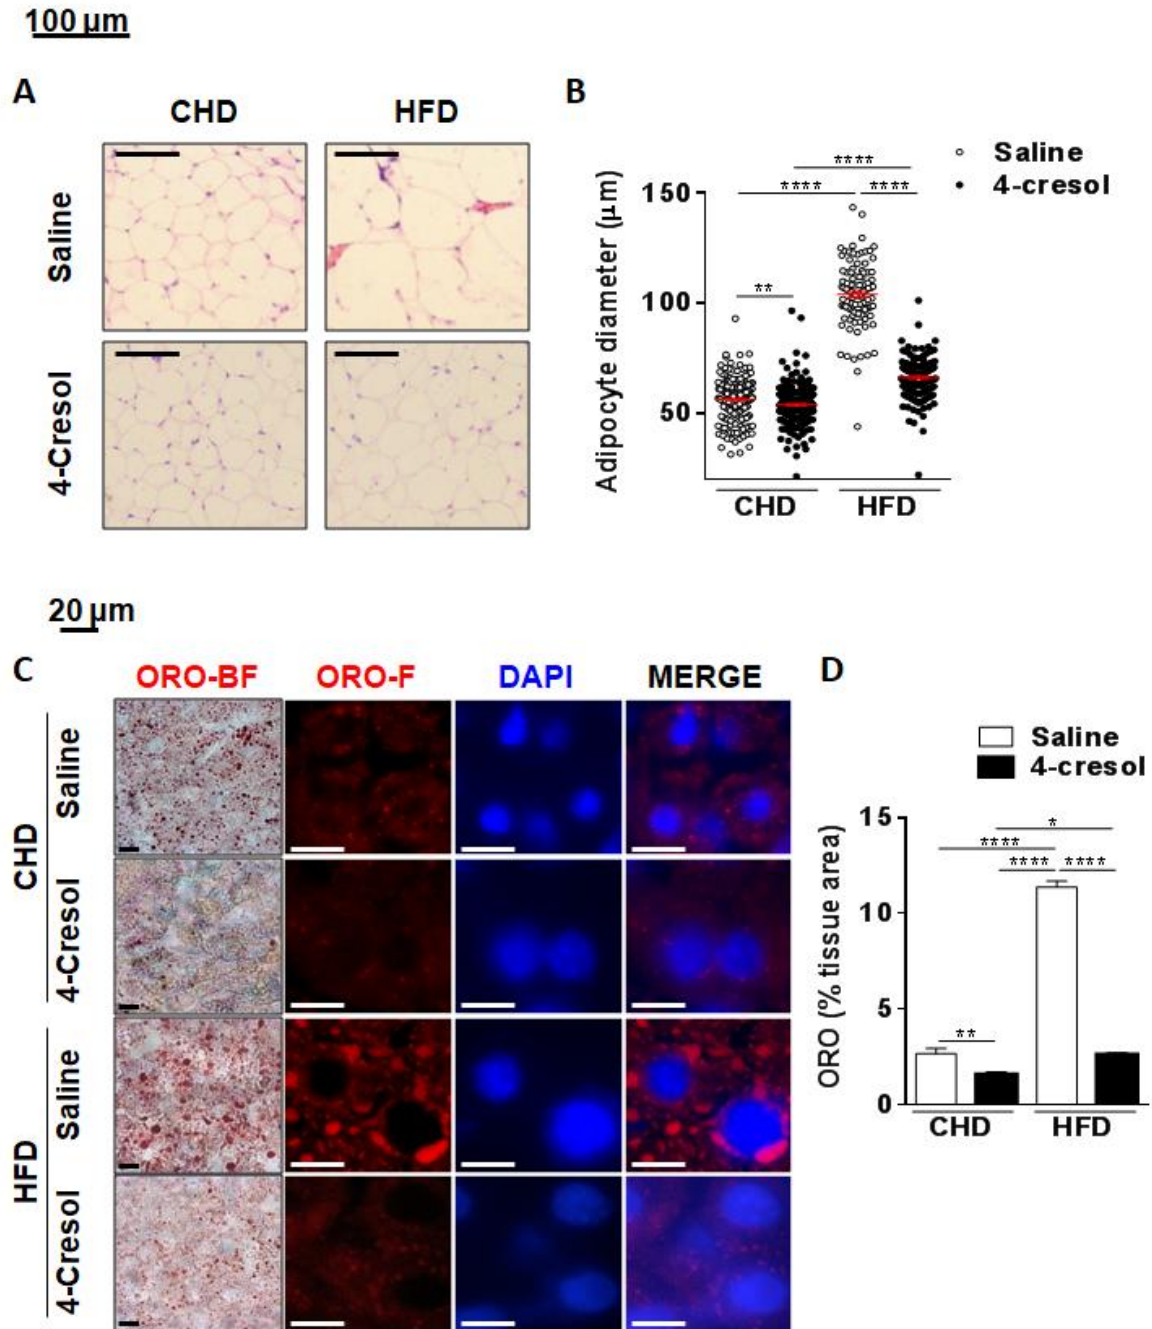 100 µm
A
CHD HFD
Saline
4-Cresol
B
Saline
4-cresol
Adipocyte diameter (µm)
150
100
50
**** 
**** ****
**
CHD HFD
20 µm
C
ORO-BF ORO-F DAPI MERGE
CHD
Saline
4-Cresol
HFD
Saline
4-Cresol
D
Saline
4-cresol
ORO (% tissue area)
15
10
5
0
*
****
**** ****
**
CHD HFD